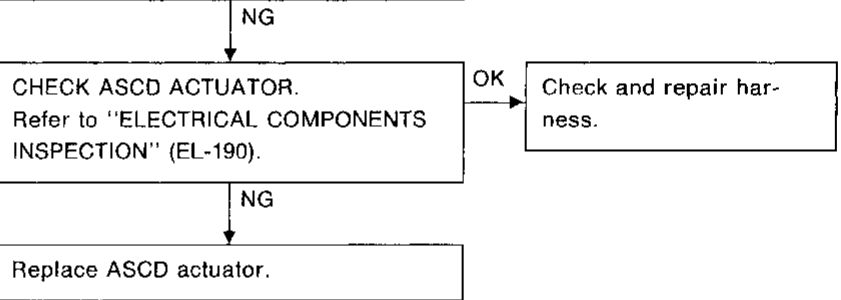 NG
CHECK ASCD ACTUATOR.
Refer to "ELECTRICAL COMPONENTS
INSPECTION" (EL-190).
OK
Check and repair har-
ness.
NG
Replace ASCD actuator.